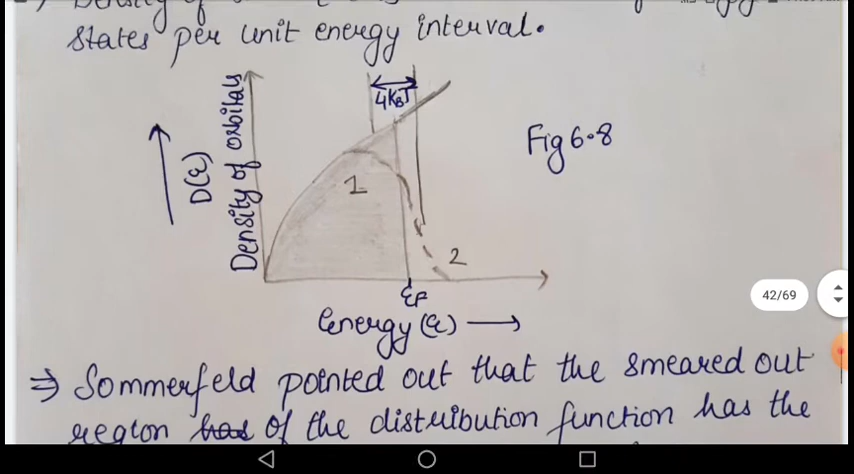 states per unit energy interval.
4KBT
Fig 6.8
D(ε)
Density of orbitals
1
2
εF
Energy (ε) →
42/69
⇒ Sommerfeld pointed out that the smeared out
region has of the distribution function has the